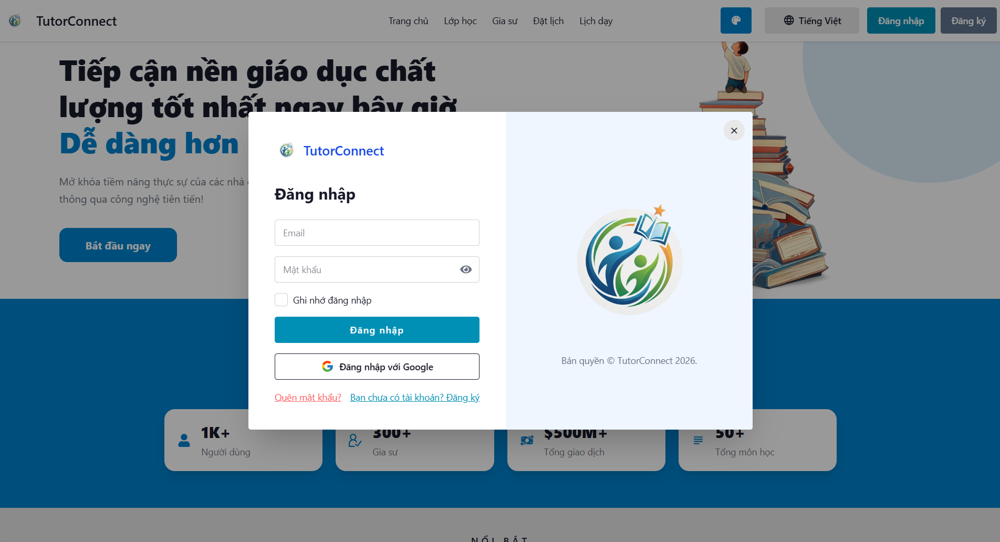 TutorConnect
Trang chủ
Lớp học
Gia sư
Đặt lịch
Lịch dạy
Tiếng Việt
Đăng nhập
Đăng ký
Tiếp cận nền giáo dục chất
lượng tốt nhất ngay bây giờ
Dễ dàng hơn
Mở khóa tiềm năng thực sự của các nhà
thông qua công nghệ tiên tiến!
Bắt đầu ngay
TutorConnect
Đăng nhập
Email
Mật khẩu
Ghi nhớ đăng nhập
Đăng nhập
Đăng nhập với Google
Quên mật khẩu?
Bạn chưa có tài khoản? Đăng ký
Bản quyền © TutorConnect 2026.
1K+
Người dùng
300+
Gia sư
$500M+
Tổng giao dịch
50+
Tổng môn học
NỔI BẬT